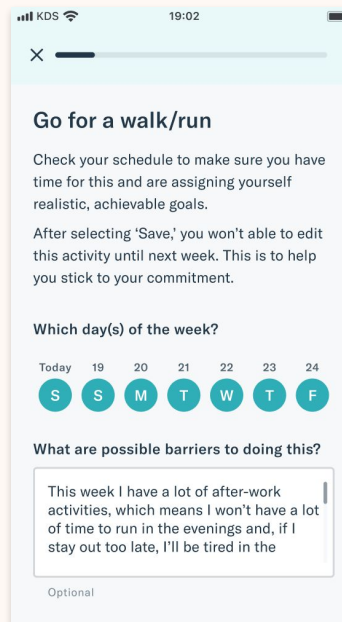 KDS
19:02
Go for a walk/run
Check your schedule to make sure you have
time for this and are assigning yourself
realistic, achievable goals.
After selecting ‘Save,’ you won’t able to edit
this activity until next week. This is to help
you stick to your commitment.
Which day(s) of the week?
Today 19 20 21 22 23 24
S S M T W T F
What are possible barriers to doing this?
This week I have a lot of after-work
activities, which means I won’t have a lot
of time to run in the evenings and, if I
stay out too late, I’ll be tired in the
Optional